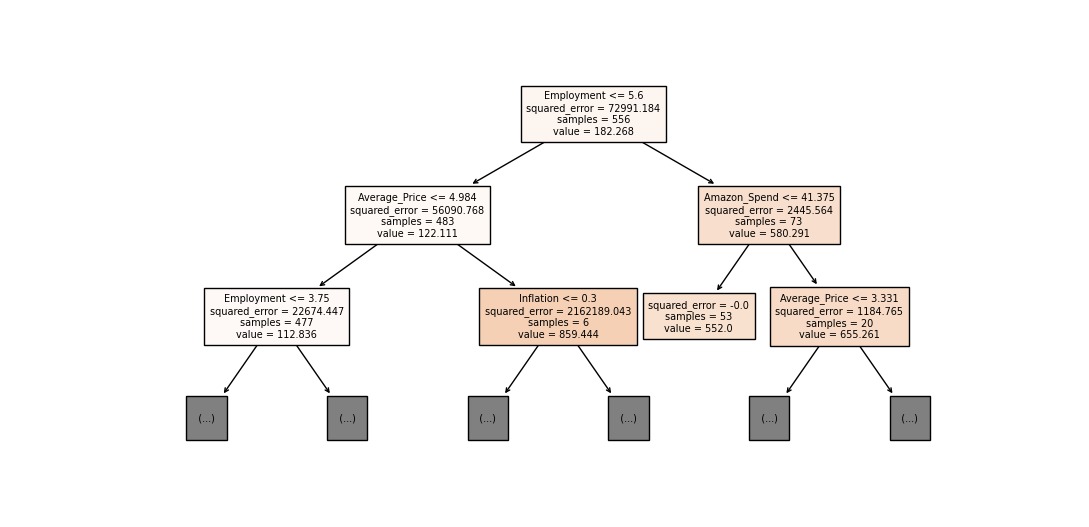 Employment <= 5.6
squared_error = 72991.184
samples = 556
value = 182.268
Average_Price <= 4.984
squared_error = 56090.768
samples = 483
value = 122.111
Amazon_Spend <= 41.375
squared_error = 2445.564
samples = 73
value = 580.291
Employment <= 3.75
squared_error = 22674.447
samples = 477
value = 112.836
Inflation <= 0.3
squared_error = 2162189.043
samples = 6
value = 859.444
squared_error = -0.0
samples = 53
value = 552.0
Average_Price <= 3.331
squared_error = 1184.765
samples = 20
value = 655.261
(...)
(...)
(...)
(...)
(...)
(...)